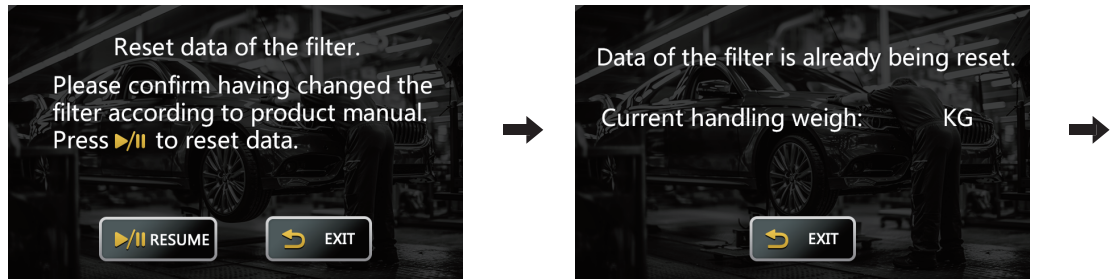 Reset data of the filter.
Please confirm having changed the
filter according to product manual.
Press ▶/II to reset data.
▶/II RESUME
EXIT
Data of the filter is already being reset.
Current handling weigh: KG
EXIT